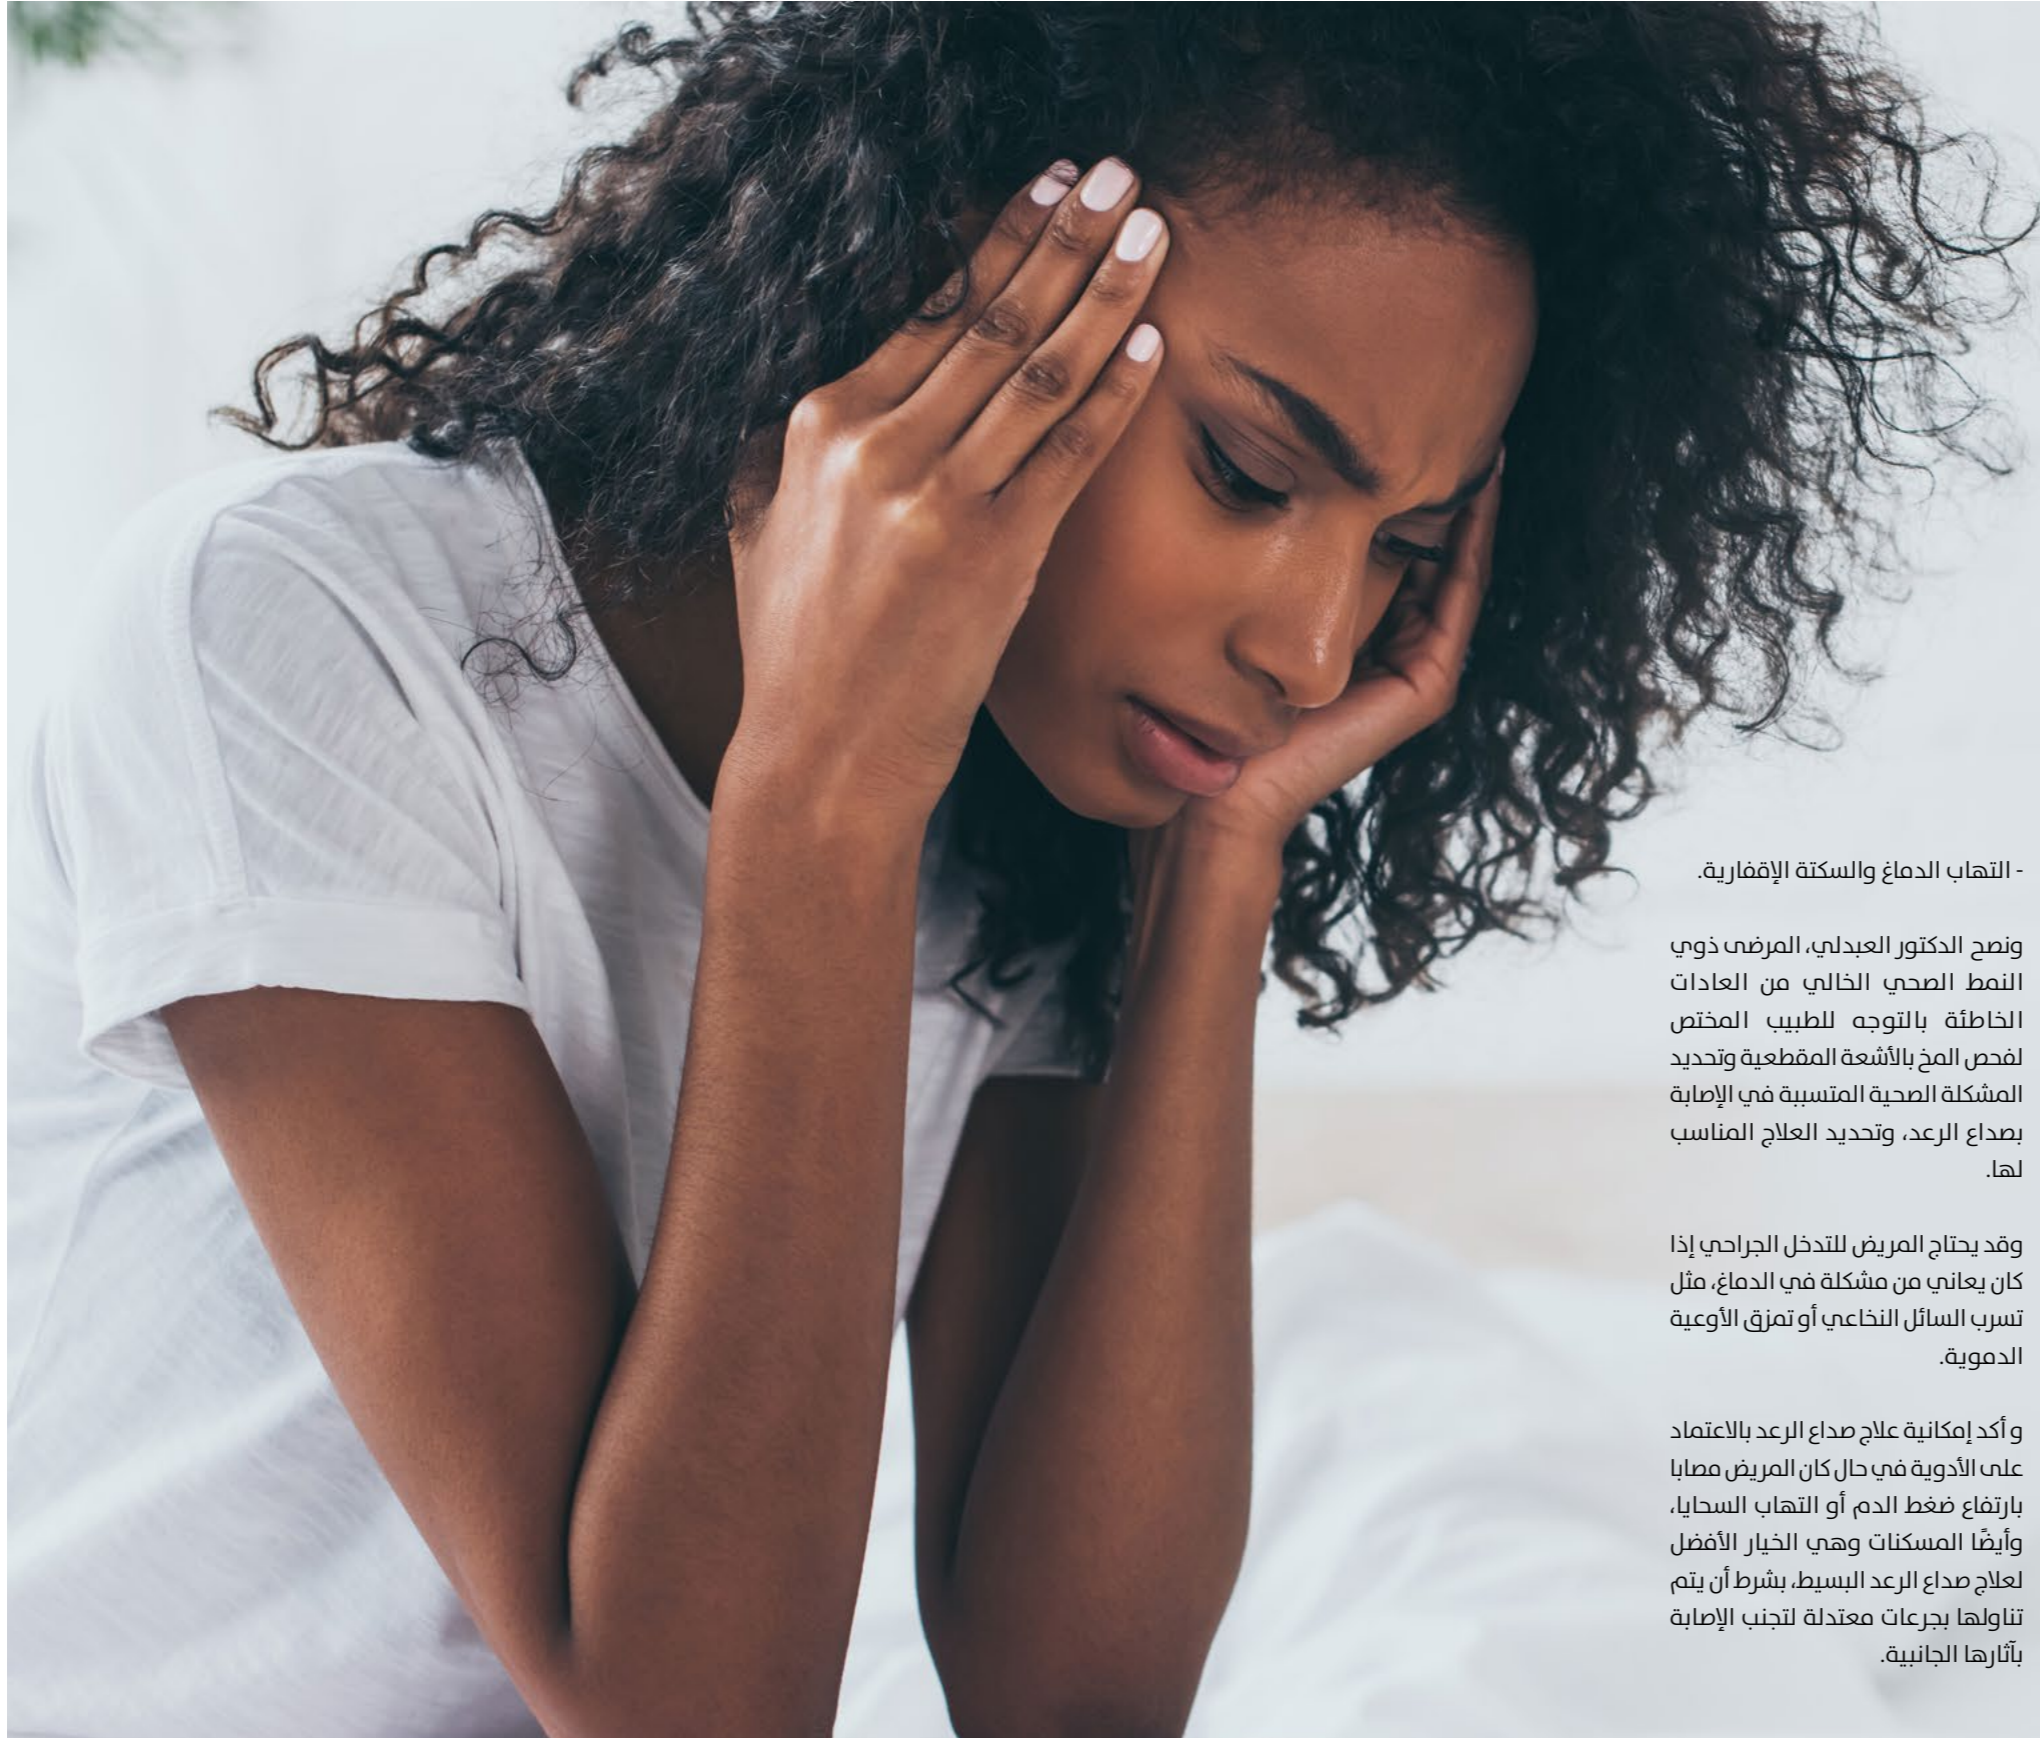 - التهاب الدماغ والسكتة الإقفارية.
ونصح الدكتور العبدلي، المرضى ذوي
النمط الصحي الخالي من العادات
الخاطئة بالتوجه للطبيب المختص
لفحص المخ بالأشعة المقطعية وتحديد
المشكلة الصحية المتسببة في الإصابة
بصداع الرعد، وتحديد العلاج المناسب
لها.
وقد يحتاج المريض للتدخل الجراحي إذا
كان يعاني من مشكلة في الدماغ، مثل
تسرب السائل النخاعي أو تمزق الأوعية
الدموية.
و أكد إمكانية علاج صداع الرعد بالاعتماد
على الأدوية في حال كان المريض مصابا
بارتفاع ضغط الدم أو التهاب السحايا،
وأيضًا المسكنات وهي الخيار الأفضل
لعلاج صداع الرعد البسيط، بشرط أن يتم
تناولها بجرعات معتدلة لتجنب الإصابة
بآثارها الجانبية.